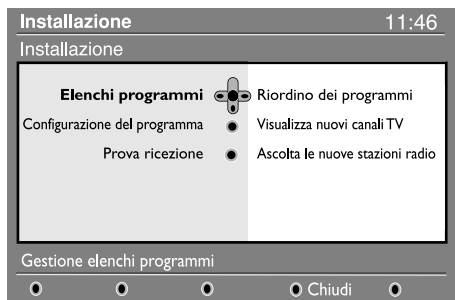 Installazione 11:46
Installazione
Elenchi programmi Riordino dei programmi
Configurazione del programma Visualizza nuovi canali TV
Prova ricezione Ascolta le nuove stazioni radio
Gestione elenchi programmi
Chiudi